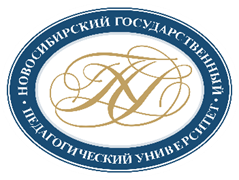 НОВОСИБИРСКИЙ ГОСУДАРСТВЕННЫЙ
ПЕДАГОГИЧЕСКИЙ УНИВЕРСИТЕТ